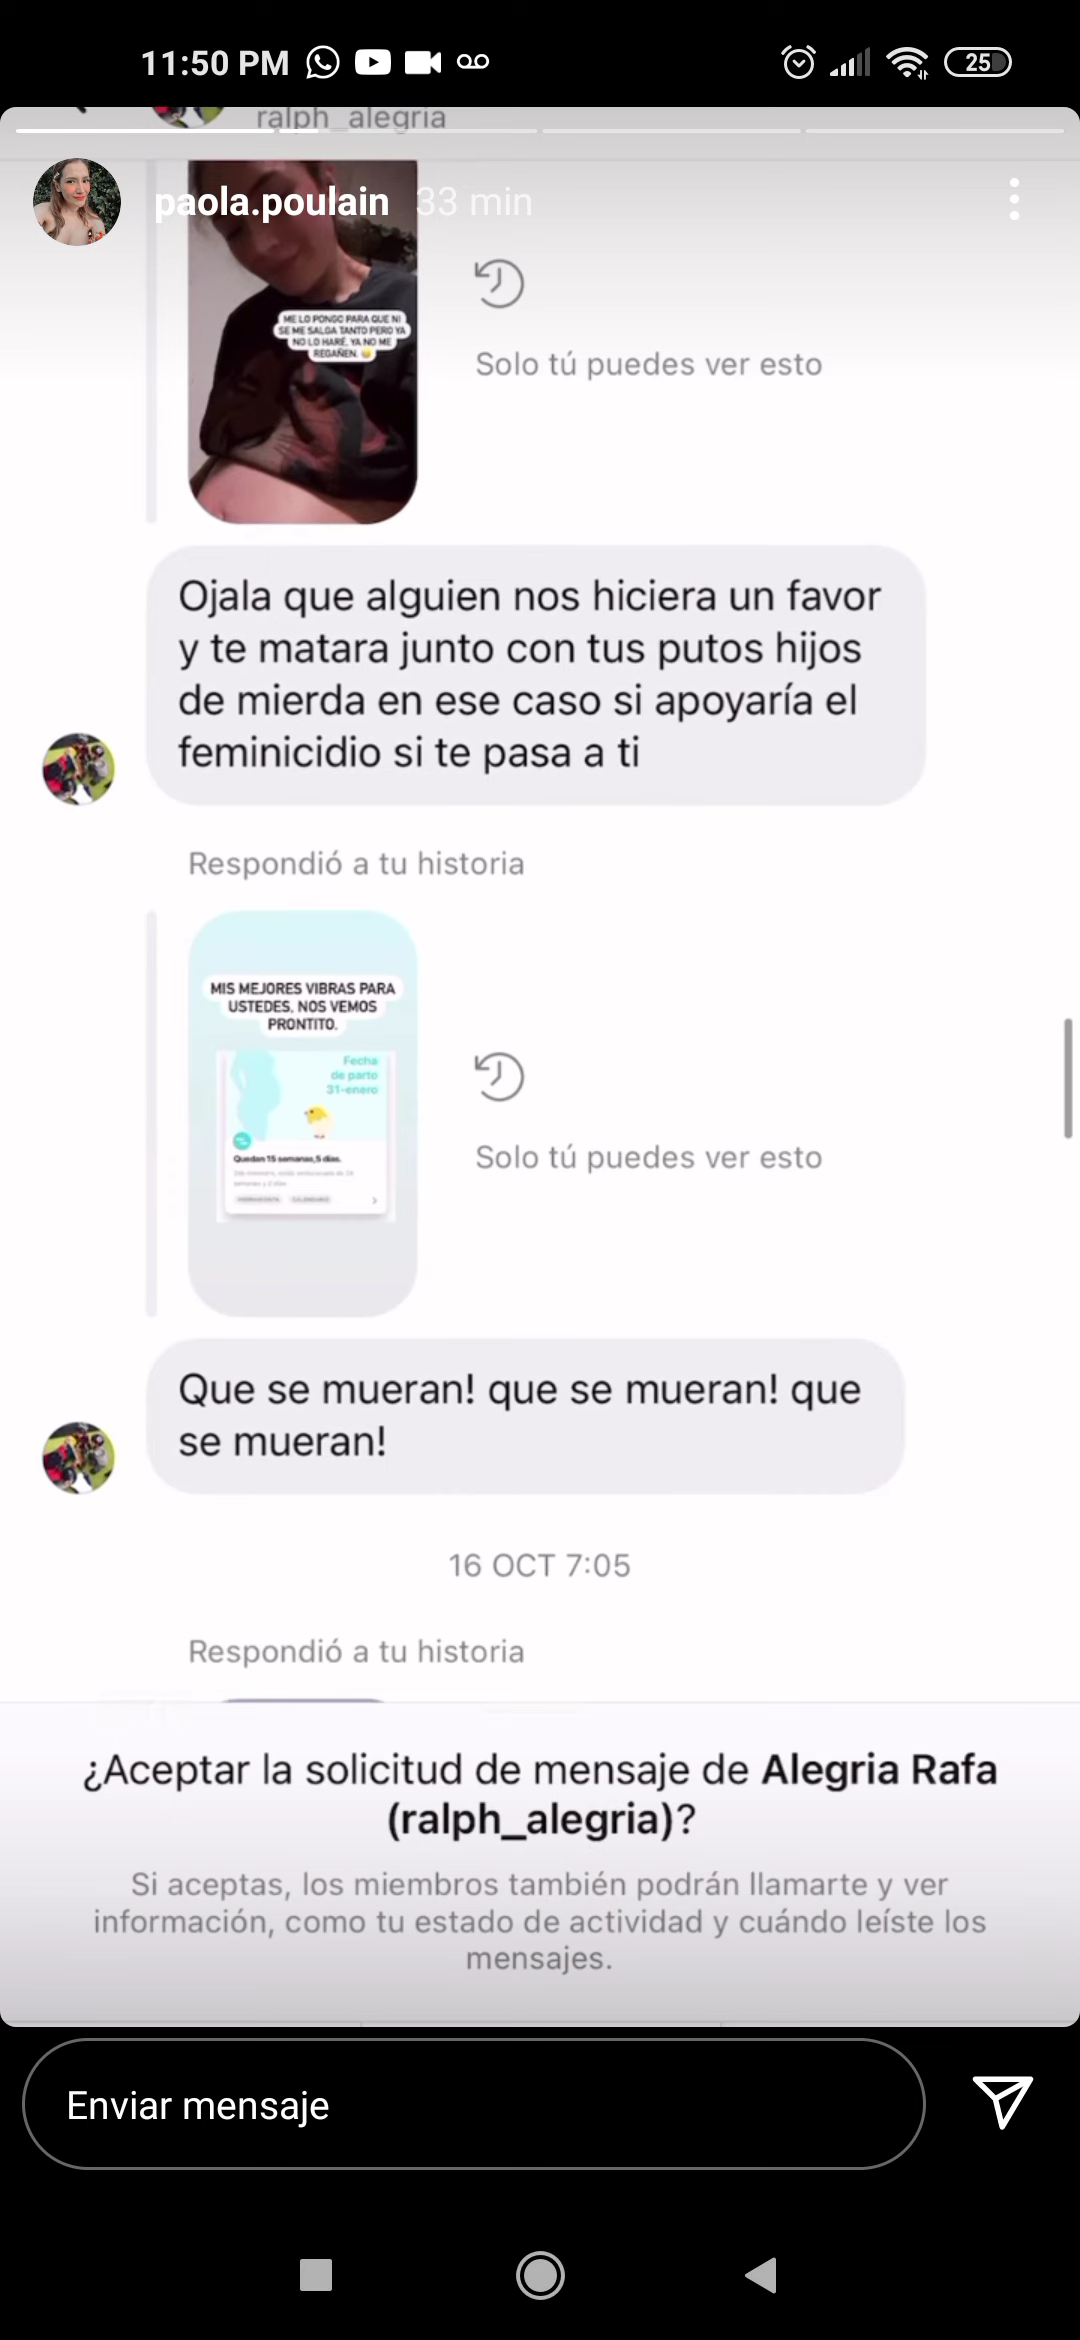 11:50 PM
25
ralph_alegria
paola.poulain 33 min
ME LO PONGO PARA QUE NI
SE ME SALGA TANTO PERO YA
NO LO HARÉ, YA NO ME
REGAÑEN.
Solo tú puedes ver esto
Ojala que alguien nos hiciera un favor
y te matara junto con tus putos hijos
de mierda en ese caso si apoyaría el
feminicidio si te pasa a ti
Respondió a tu historia
MIS MEJORES VIBRAS PARA
USTEDES, NOS VEMOS
PRONTITO.
Fecha
de parto
31-enero
Quedan 15 semanas,5 días.
Solo tú puedes ver esto
Que se mueran! que se mueran! que
se mueran!
16 OCT 7:05
Respondió a tu historia
¿Aceptar la solicitud de mensaje de Alegria Rafa
(ralph_alegria)?
Si aceptas, los miembros también podrán llamarte y ver
información, como tu estado de actividad y cuándo leíste los
mensajes.
Enviar mensaje